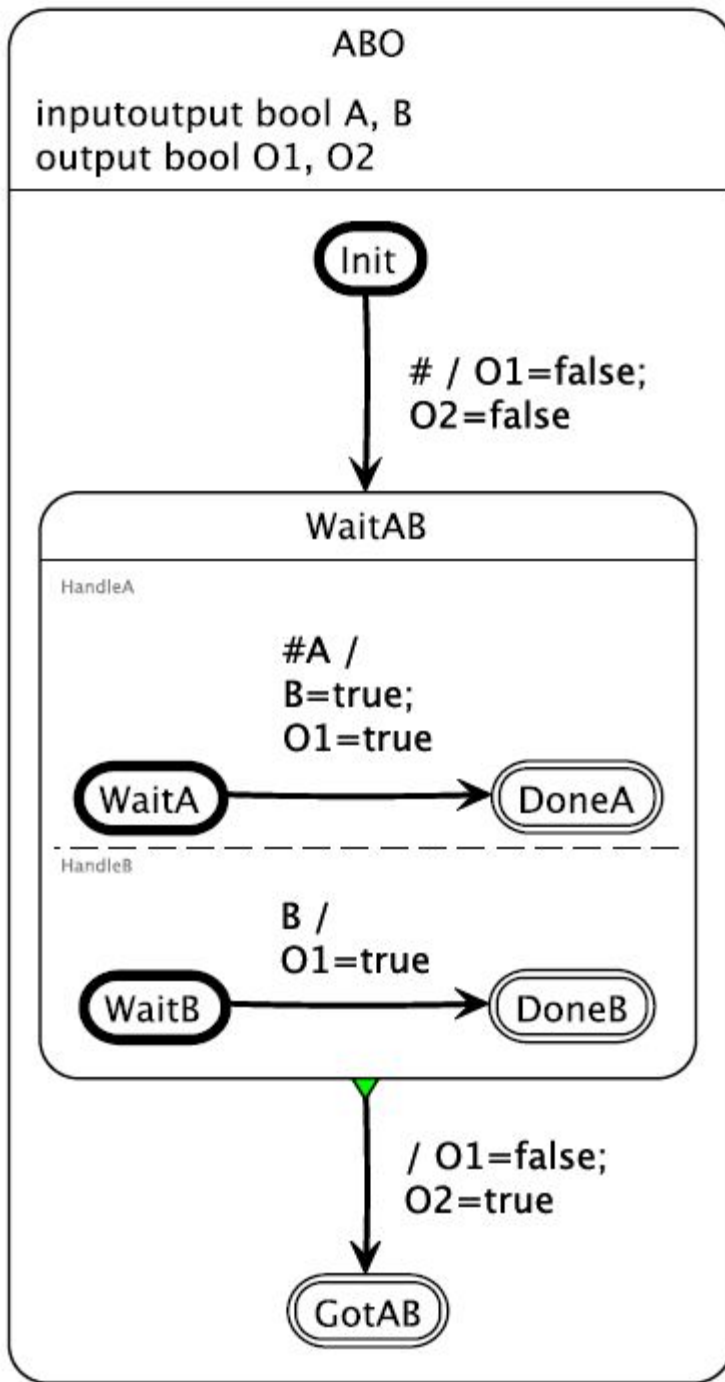 ABO
inputoutput bool A, B
output bool O1, O2
Init
# / O1=false;
O2=false
WaitAB
HandleA
#A /
B=true;
O1=true
WaitA
DoneA
HandleB
B /
O1=true
WaitB
DoneB
/ O1=false;
O2=true
GotAB